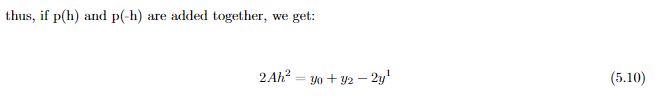 thus, if p(h) and p(-h) are added together, we get:
2Ah² = y₀ + y₂ − 2y¹ (5.10)